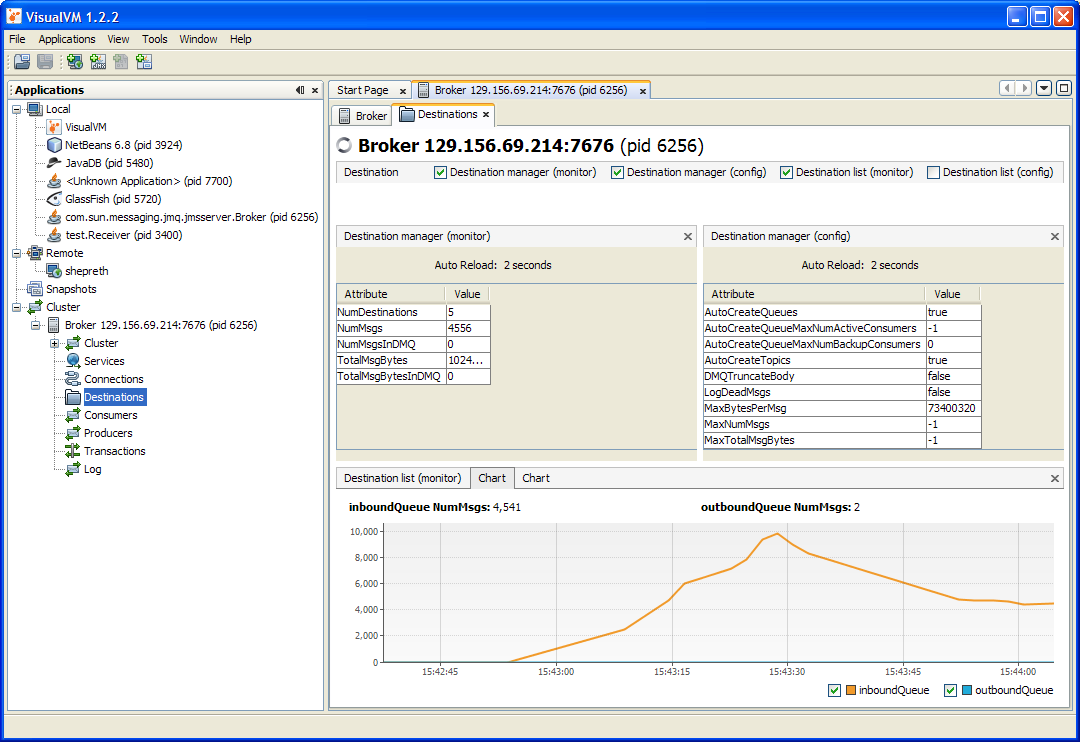 VisualVM 1.2.2
File Applications View Tools Window Help
Applications
Local
VisualVM
NetBeans 6.8 (pid 3924)
JavaDB (pid 5480)
<Unknown Application> (pid 7700)
GlassFish (pid 5720)
com.sun.messaging.jmq.jmsserver.Broker (pid 6256)
test.Receiver (pid 3400)
Remote
shepreth
Snapshots
Cluster
Broker 129.156.69.214:7676 (pid 6256)
Cluster
Services
Connections
Destinations
Consumers
Producers
Transactions
Log
Start Page Broker 129.156.69.214:7676 (pid 6256)
Broker Destinations
Broker 129.156.69.214:7676 (pid 6256)
Destination Destination manager (monitor) Destination manager (config) Destination list (monitor) Destination list (config)
Destination manager (monitor)
Auto Reload: 2 seconds
Attribute Value
NumDestinations 5
NumMsgs 4556
NumMsgsInDMQ 0
TotalMsgBytes 1024...
TotalMsgBytesInDMQ 0
Destination manager (config)
Auto Reload: 2 seconds
Attribute Value
AutoCreateQueues true
AutoCreateQueueMaxNumActiveConsumers -1
AutoCreateQueueMaxNumBackupConsumers 0
AutoCreateTopics true
DMQTruncateBody false
LogDeadMsgs false
MaxBytesPerMsg 73400320
MaxNumMsgs -1
MaxTotalMsgBytes -1
Destination list (monitor) Chart Chart
inboundQueue NumMsgs: 4,541 outboundQueue NumMsgs: 2
10,000
8,000
6,000
4,000
2,000
0
15:42:45 15:43:00 15:43:15 15:43:30 15:43:45 15:44:00
inboundQueue outboundQueue